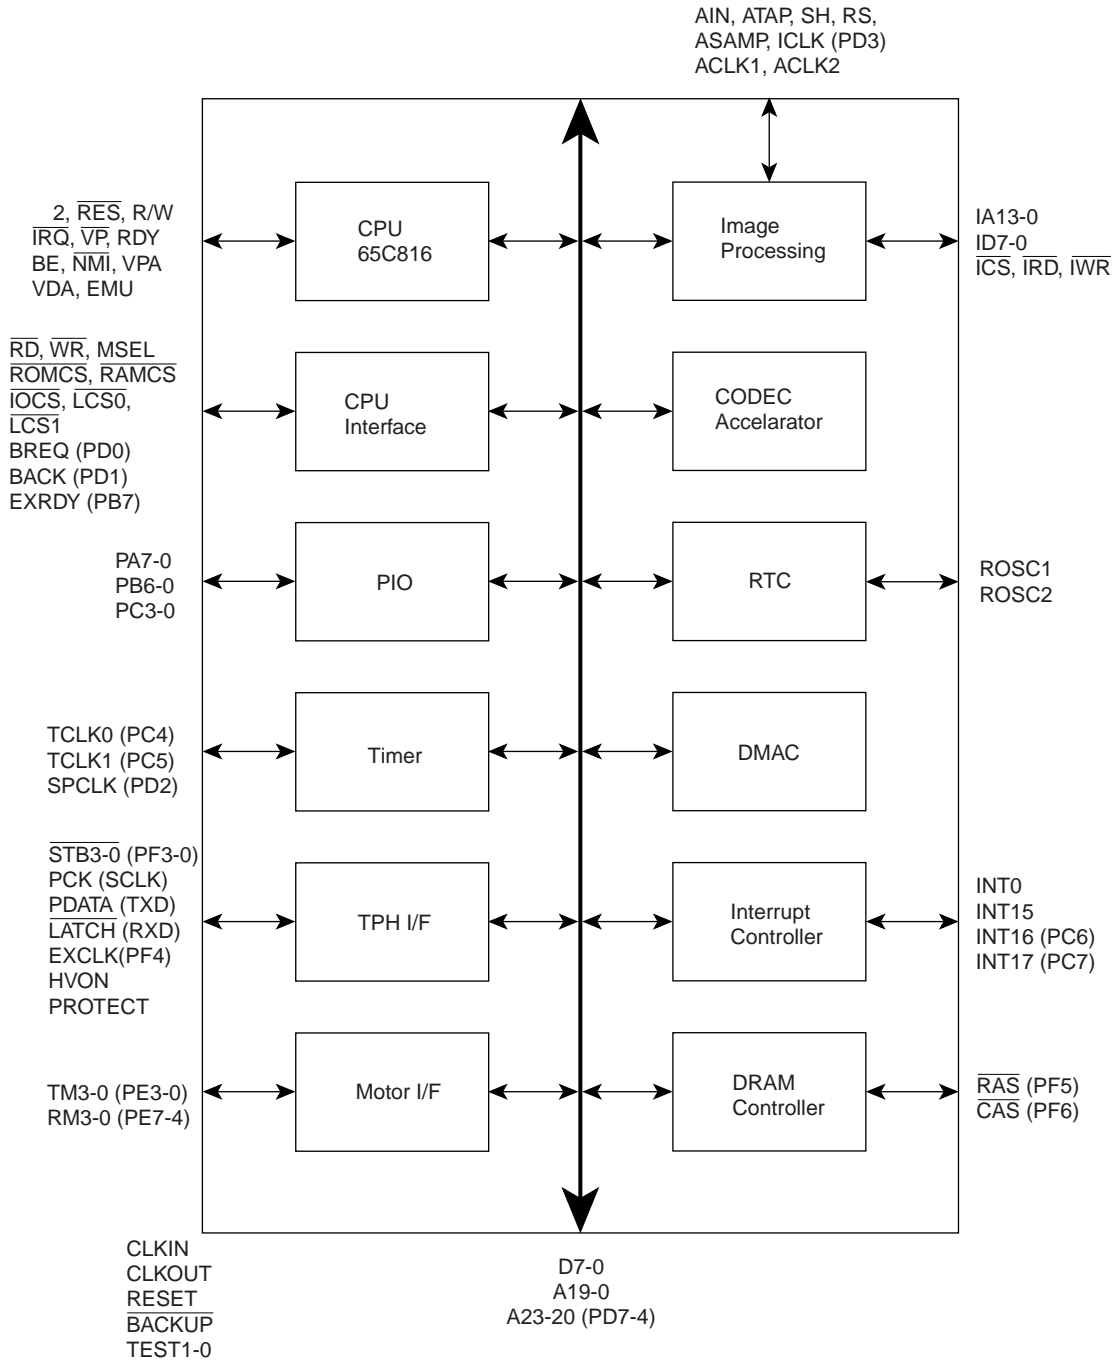 AIN, ATAP, SH, RS,
ASAMP, ICLK (PD3)
ACLK1, ACLK2
2, RES, R/W
IRQ, VP, RDY
BE, NMI, VPA
VDA, EMU
CPU
65C816
Image
Processing
IA13-0
ID7-0
ICS, IRD, IWR
RD, WR, MSEL
ROMCS, RAMCS
IOCS, LCS0,
LCS1
BREQ (PD0)
BACK (PD1)
EXRDY (PB7)
CPU
Interface
CODEC
Accelarator
PA7-0
PB6-0
PC3-0
PIO
RTC
ROSC1
ROSC2
TCLK0 (PC4)
TCLK1 (PC5)
SPCLK (PD2)
Timer
DMAC
STB3-0 (PF3-0)
PCK (SCLK)
PDATA (TXD)
LATCH (RXD)
EXCLK(PF4)
HVON
PROTECT
TPH I/F
Interrupt
Controller
INT0
INT15
INT16 (PC6)
INT17 (PC7)
TM3-0 (PE3-0)
RM3-0 (PE7-4)
Motor I/F
DRAM
Controller
RAS (PF5)
CAS (PF6)
CLKIN
CLKOUT
RESET
BACKUP
TEST1-0
D7-0
A19-0
A23-20 (PD7-4)